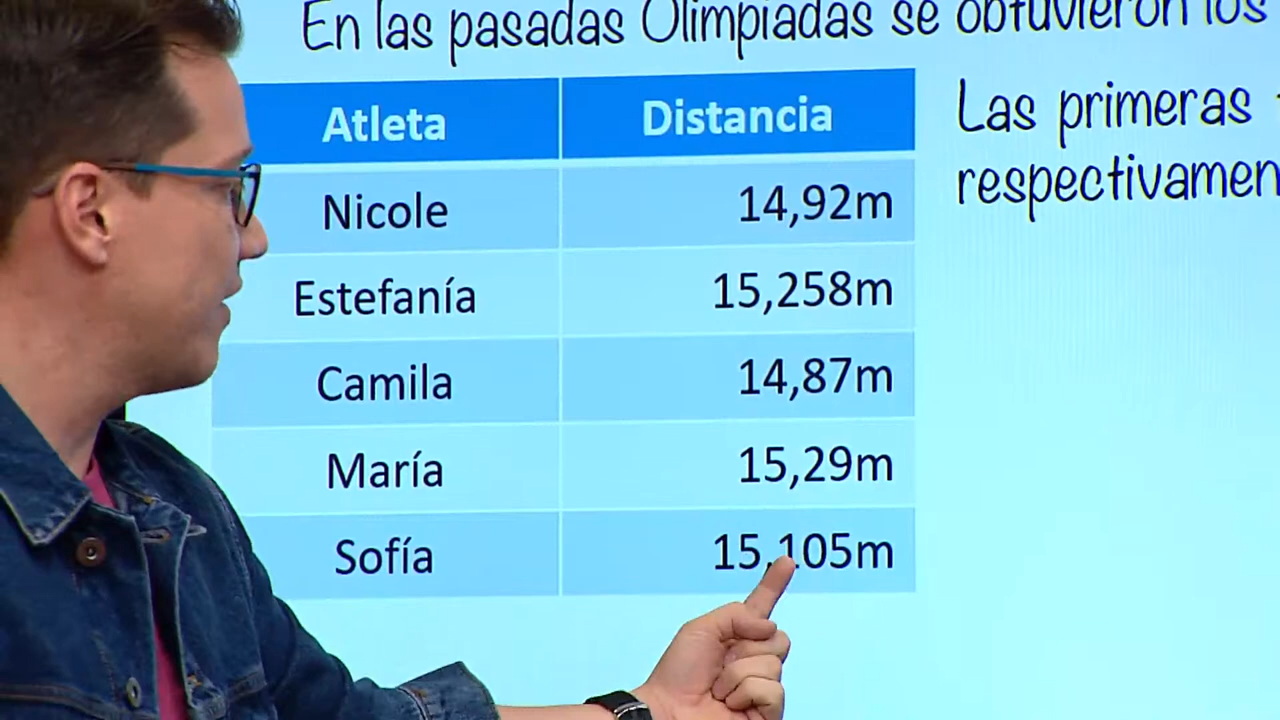 En las pasadas Olimpiadas se obtuvieron los
Las primeras
respectivamen
Atleta Distancia
Nicole 14,92m
Estefanía 15,258m
Camila 14,87m
María 15,29m
Sofía 15,105m